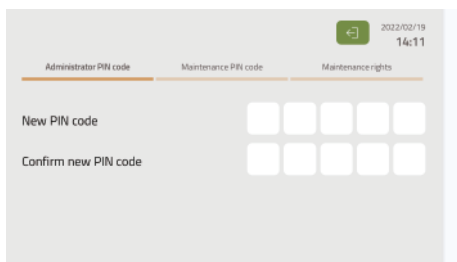 2022/02/19
14:11
Administrator PIN code
Maintenance PIN code
Maintenance rights
New PIN code
Confirm new PIN code